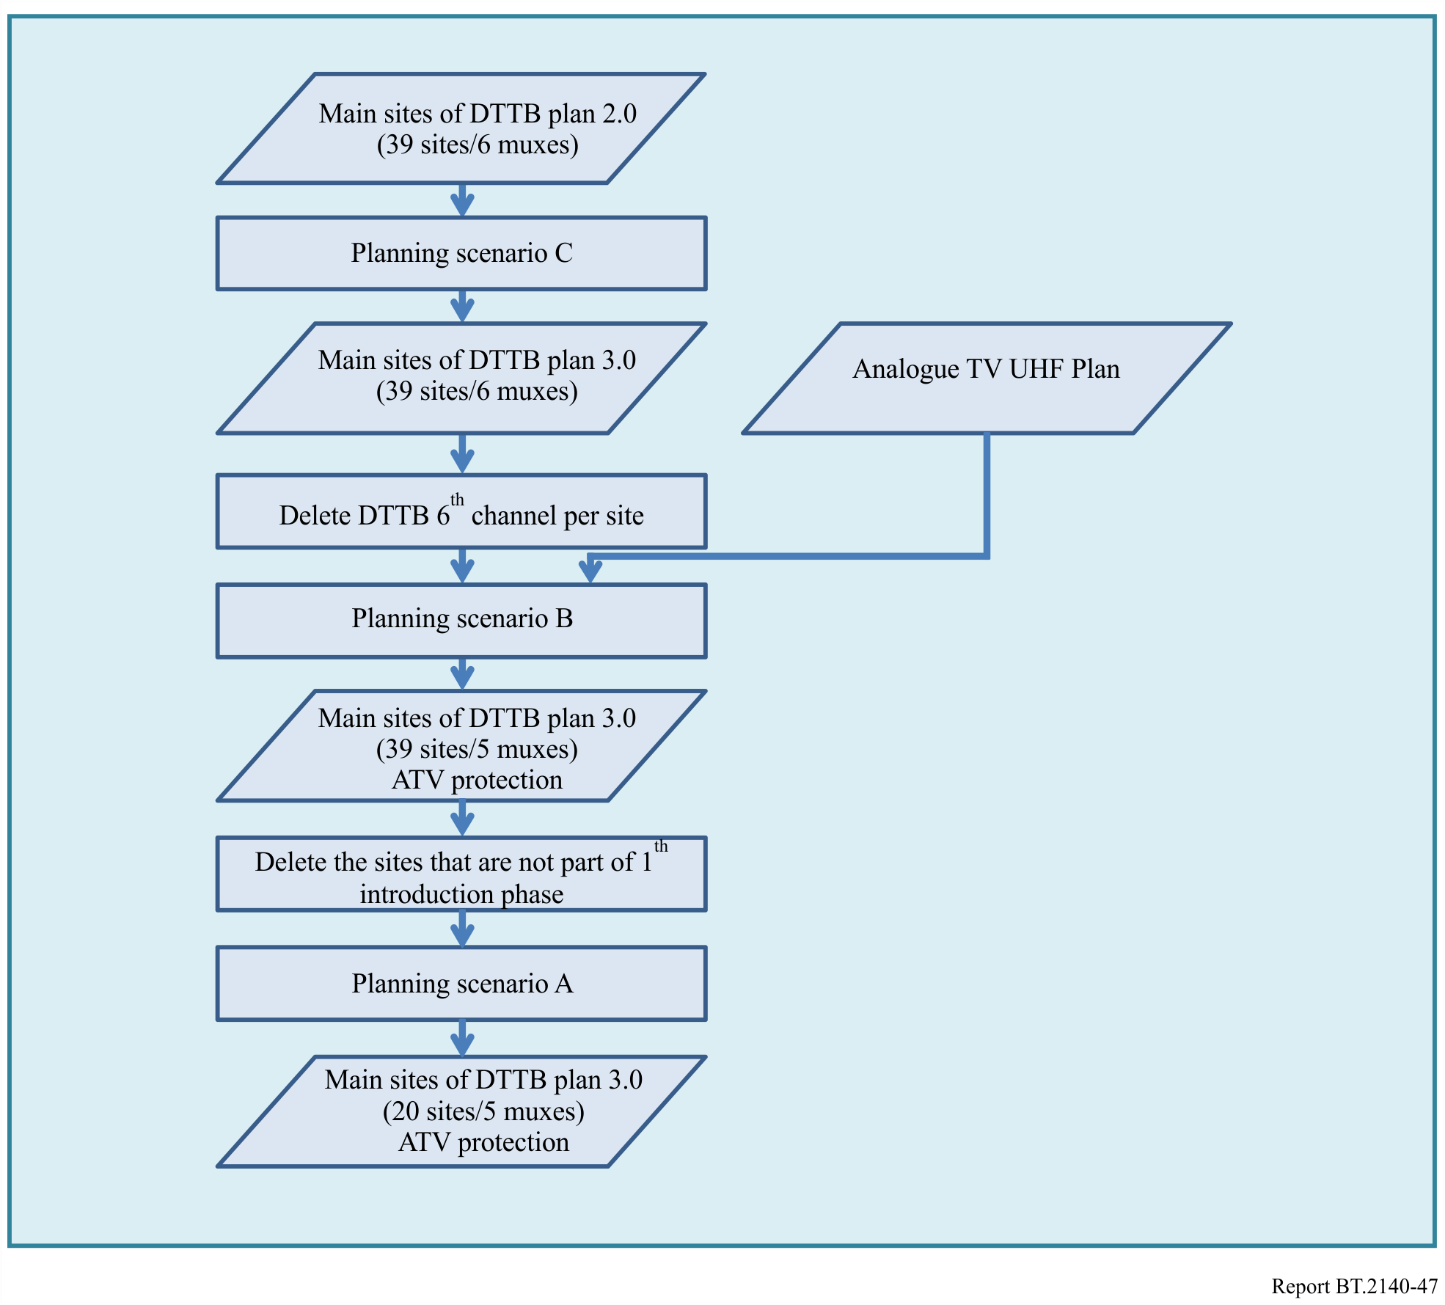 Main sites of DTTB plan 2.0
(39 sites/6 muxes)
Planning scenario C
Main sites of DTTB plan 3.0
(39 sites/6 muxes)
Analogue TV UHF Plan
Delete DTTB 6th channel per site
Planning scenario B
Main sites of DTTB plan 3.0
(39 sites/5 muxes)
ATV protection
Delete the sites that are not part of 1th
introduction phase
Planning scenario A
Main sites of DTTB plan 3.0
(20 sites/5 muxes)
ATV protection
Report BT.2140-47